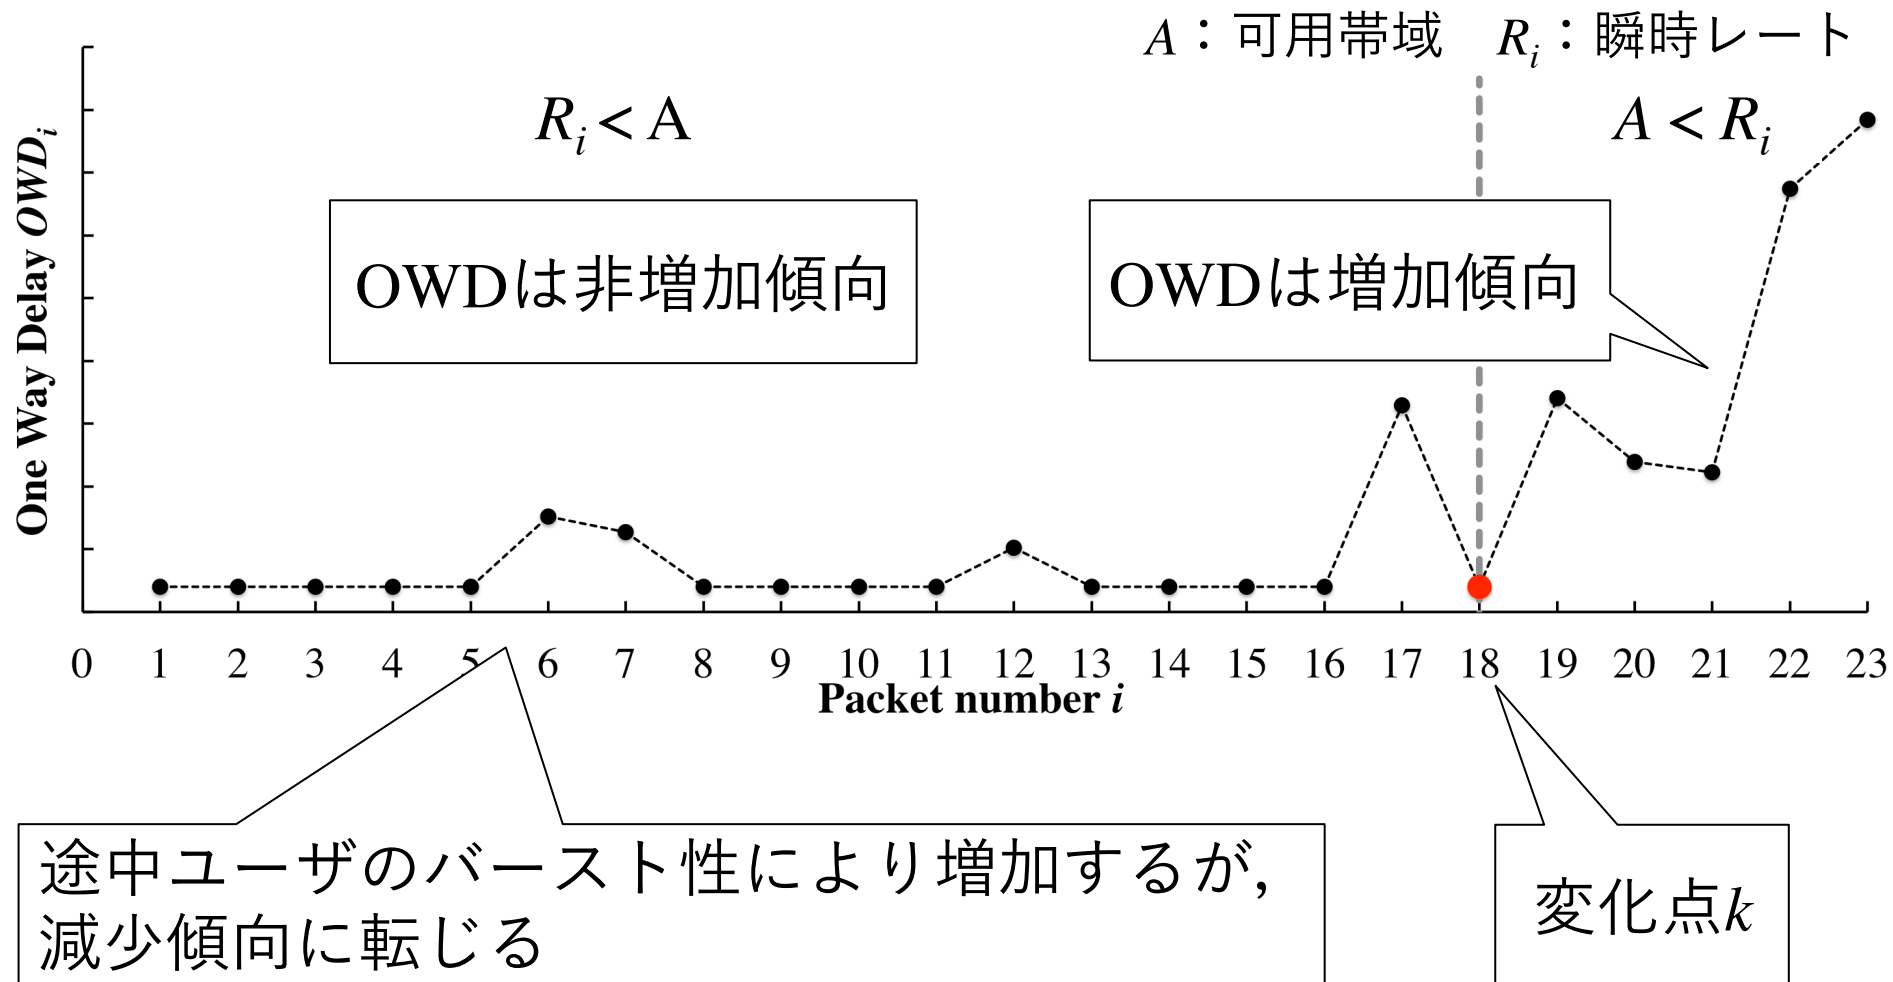 A：可用帯域 Rᵢ：瞬時レート
Rᵢ < A
A < Rᵢ
One Way Delay OWDᵢ
OWDは非増加傾向
OWDは増加傾向
0 1 2 3 4 5 6 7 8 9 10 11 12 13 14 15 16 17 18 19 20 21 22 23
Packet number i
途中ユーザのバースト性により増加するが,
減少傾向に転じる
変化点k